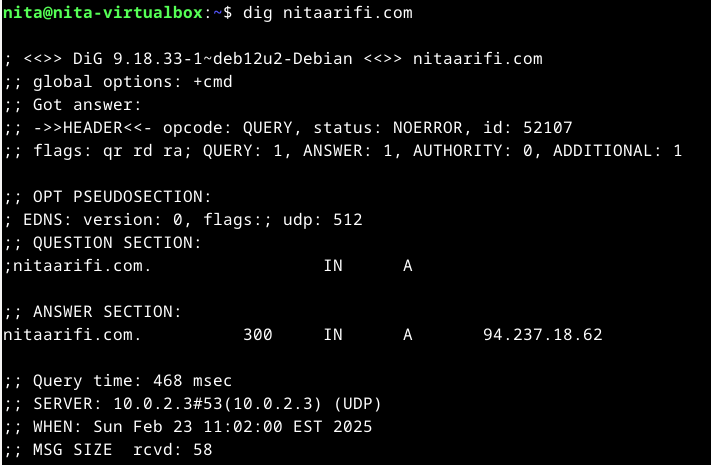 nita@nita-virtualbox:~$ dig nitaarifi.com
; <<>> DiG 9.18.33-1~deb12u2-Debian <<>> nitaarifi.com
;; global options: +cmd
;; Got answer:
;; ->>HEADER<<- opcode: QUERY, status: NOERROR, id: 52107
;; flags: qr rd ra; QUERY: 1, ANSWER: 1, AUTHORITY: 0, ADDITIONAL: 1
;; OPT PSEUDOSECTION:
; EDNS: version: 0, flags:; udp: 512
;; QUESTION SECTION:
;nitaarifi.com. IN A
;; ANSWER SECTION:
nitaarifi.com. 300 IN A 94.237.18.62
;; Query time: 468 msec
;; SERVER: 10.0.2.3#53(10.0.2.3) (UDP)
;; WHEN: Sun Feb 23 11:02:00 EST 2025
;; MSG SIZE rcvd: 58